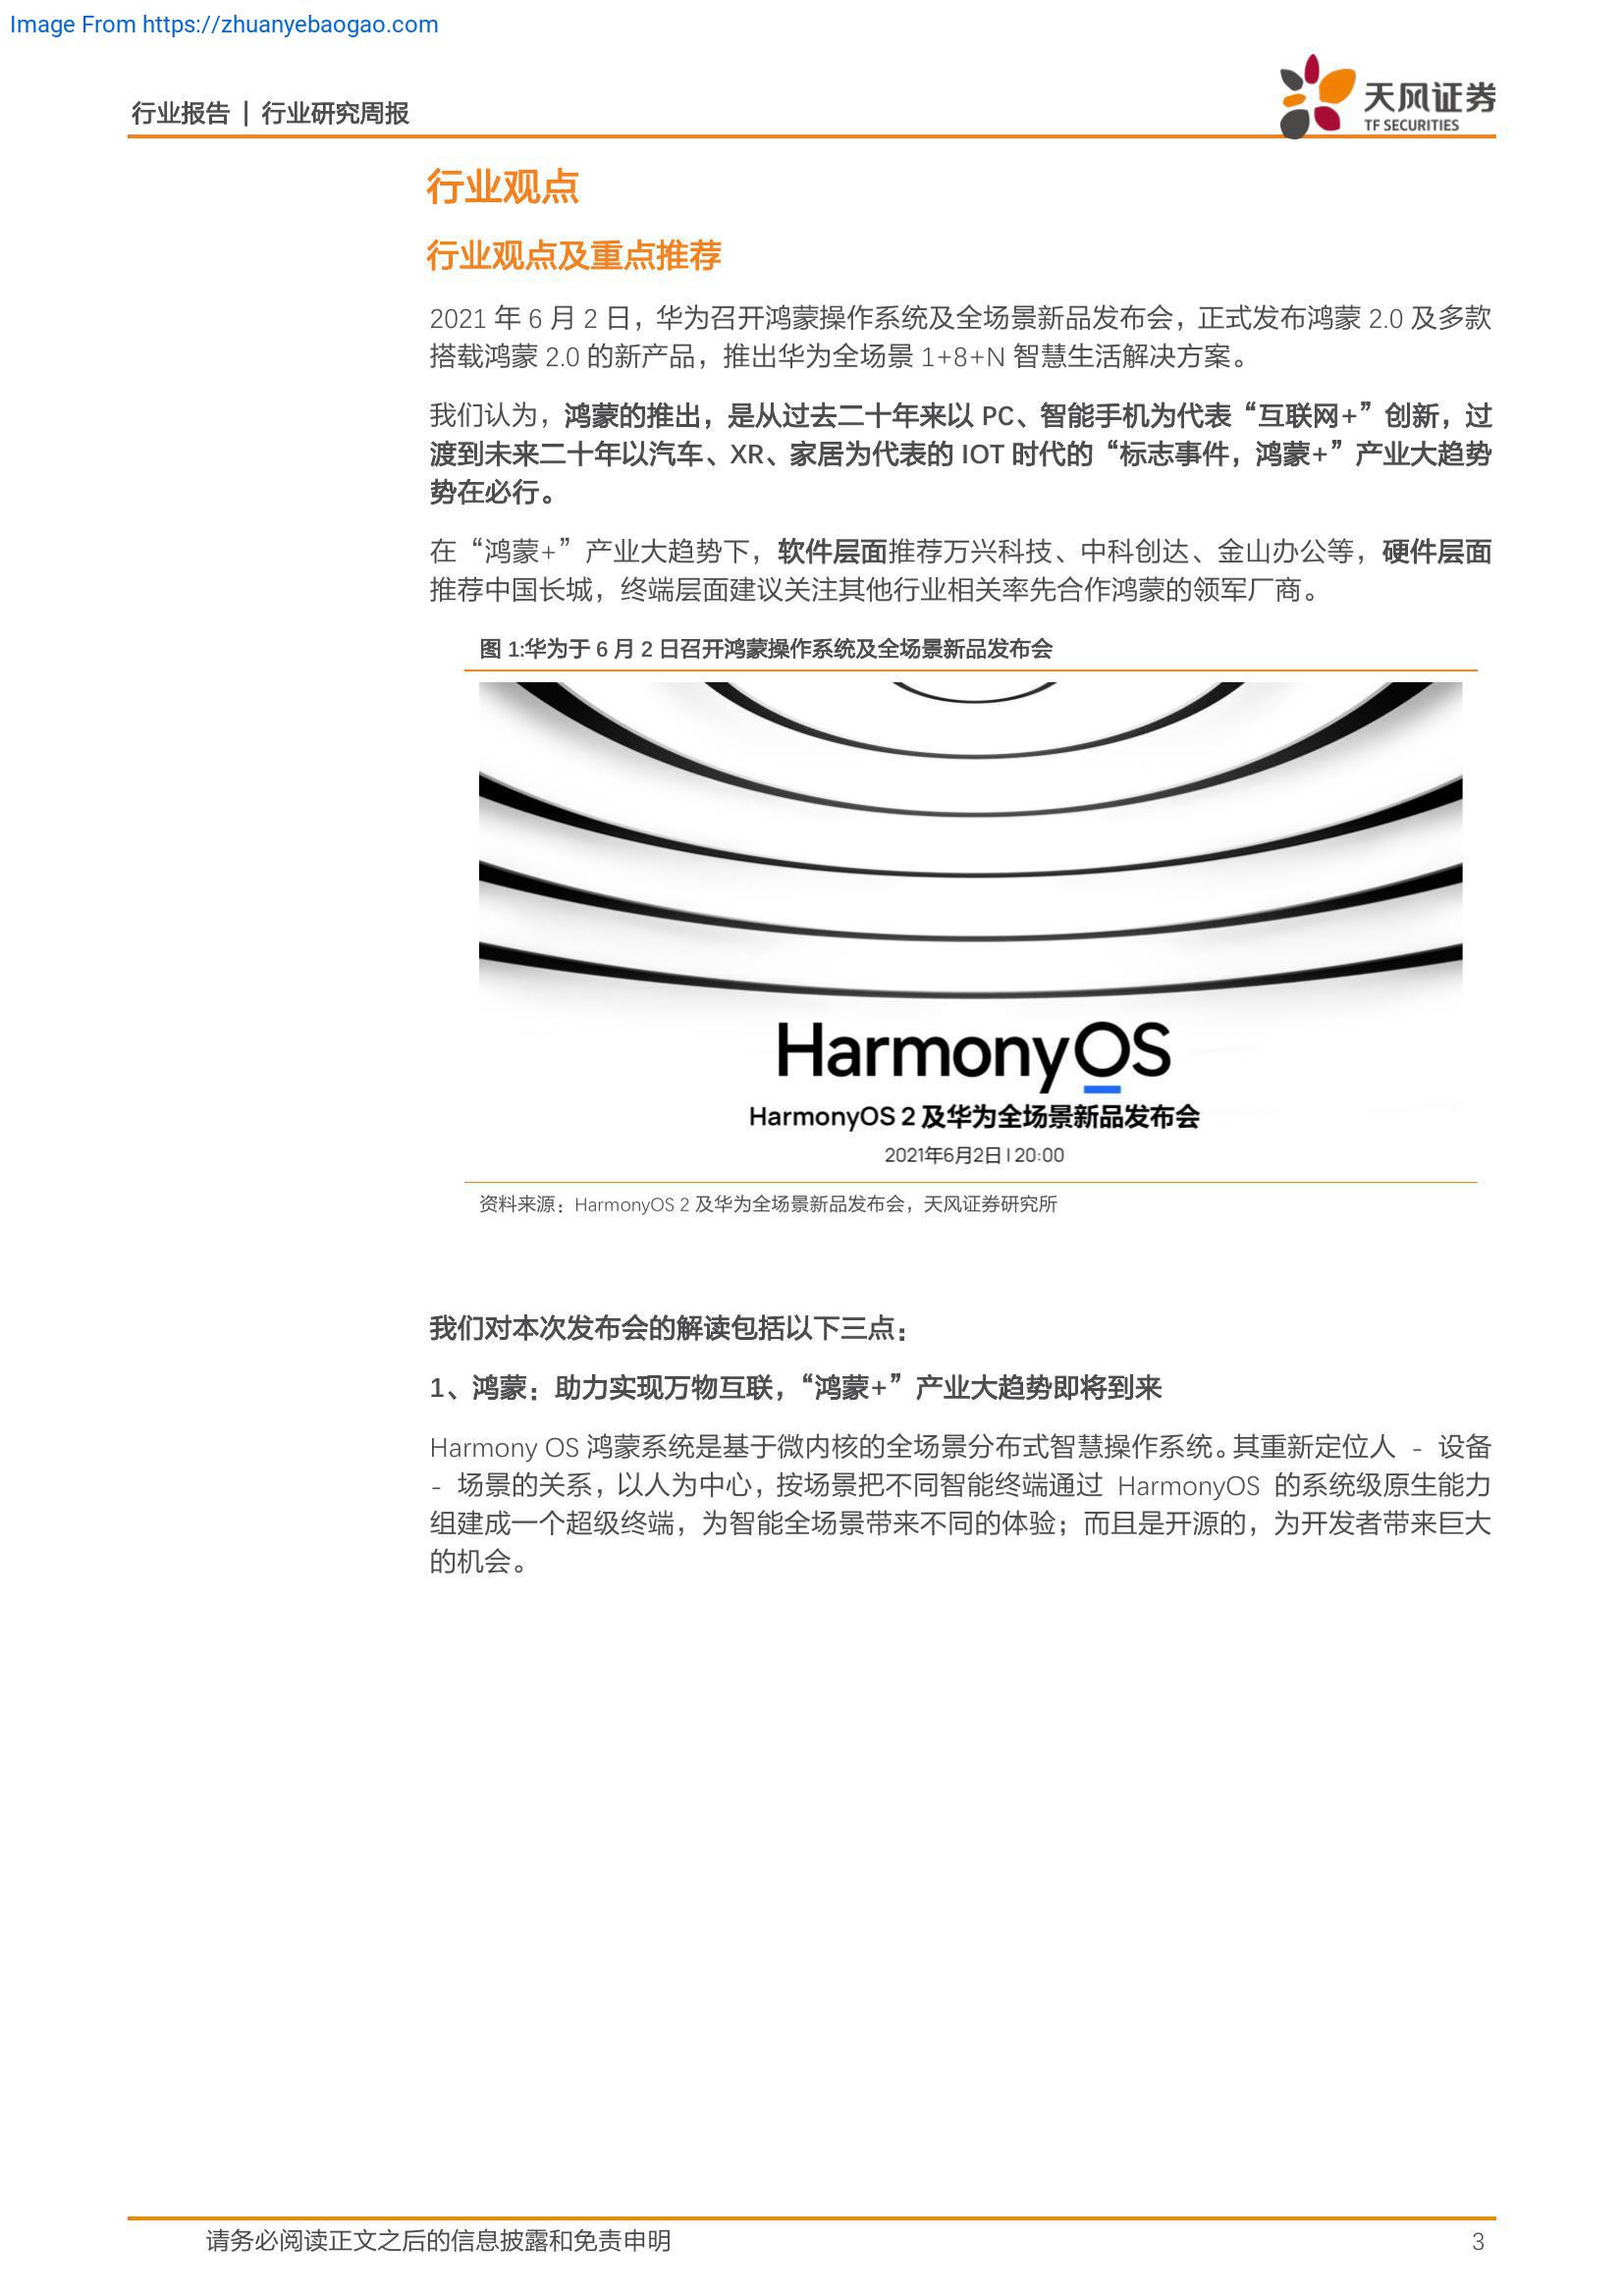 Image From https://zhuanyebaogao.com
行业报告 | 行业研究周报
天风证券
TF SECURITIES
行业观点
行业观点及重点推荐
2021 年 6 月 2 日，华为召开鸿蒙操作系统及全场景新品发布会，正式发布鸿蒙 2.0 及多款
搭载鸿蒙 2.0 的新产品，推出华为全场景 1+8+N 智慧生活解决方案。
我们认为，鸿蒙的推出，是从过去二十年来以 PC、智能手机为代表“互联网+”创新，过
渡到未来二十年以汽车、XR、家居为代表的 IOT 时代的“标志事件，鸿蒙+”产业大趋势
势在必行。
在“鸿蒙+”产业大趋势下，软件层面推荐万兴科技、中科创达、金山办公等，硬件层面
推荐中国长城，终端层面建议关注其他行业相关率先合作鸿蒙的领军厂商。
图 1:华为于 6 月 2 日召开鸿蒙操作系统及全场景新品发布会
HarmonyOS
HarmonyOS 2 及华为全场景新品发布会
2021年6月2日 | 20:00
资料来源：HarmonyOS 2 及华为全场景新品发布会，天风证券研究所
我们对本次发布会的解读包括以下三点：
1、鸿蒙：助力实现万物互联，“鸿蒙+”产业大趋势即将到来
Harmony OS 鸿蒙系统是基于微内核的全场景分布式智慧操作系统。其重新定位人 - 设备
- 场景的关系，以人为中心，按场景把不同智能终端通过 HarmonyOS 的系统级原生能力
组建成一个超级终端，为智能全场景带来不同的体验；而且是开源的，为开发者带来巨大
的机会。
请务必阅读正文之后的信息披露和免责申明
3